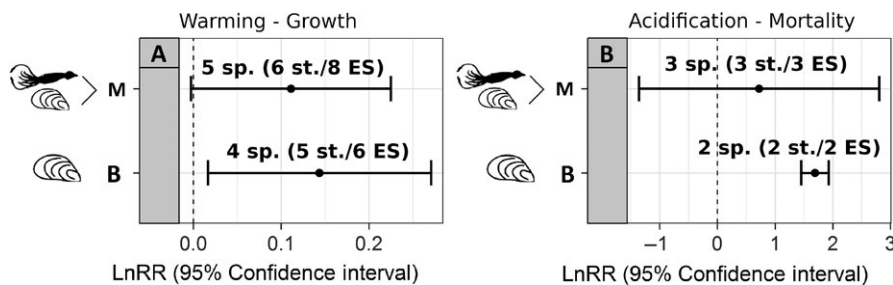 Warming - Growth
A
5 sp. (6 st./8 ES)
M
4 sp. (5 st./6 ES)
B
0.0 0.1 0.2
LnRR (95% Confidence interval)
Acidification - Mortality
B
3 sp. (3 st./3 ES)
M
2 sp. (2 st./2 ES)
B
−1 0 1 2 3
LnRR (95% Confidence interval)